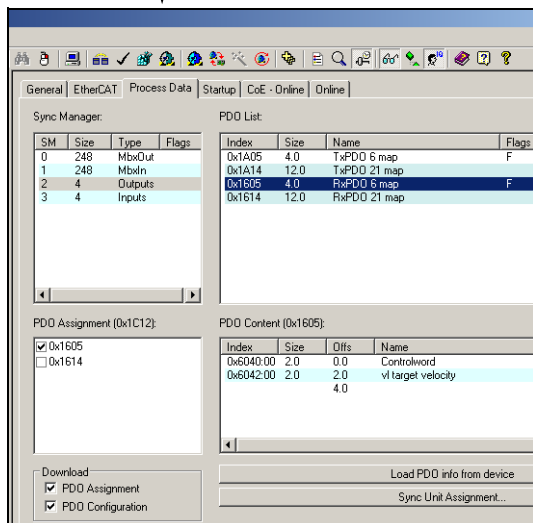 General EtherCAT Process Data Startup CoE - Online Online
Sync Manager: PDO List:
SM Size Type Flags Index Size Name Flags
0 248 MbxOut 0x1A05 4.0 TxPDO 6 map F
1 248 MbxIn 0x1A14 12.0 TxPDO 21 map
2 4 Outputs 0x1605 4.0 RxPDO 6 map F
3 4 Inputs 0x1614 12.0 RxPDO 21 map
PDO Assignment (0x1C12): PDO Content (0x1605):
0x1605 Index Size Offs Name
0x1614 0x6040:00 2.0 0.0 Controlword
0x6042:00 2.0 2.0 vl target velocity
4.0
Download
PDO Assignment Load PDO info from device
PDO Configuration Sync Unit Assignment...